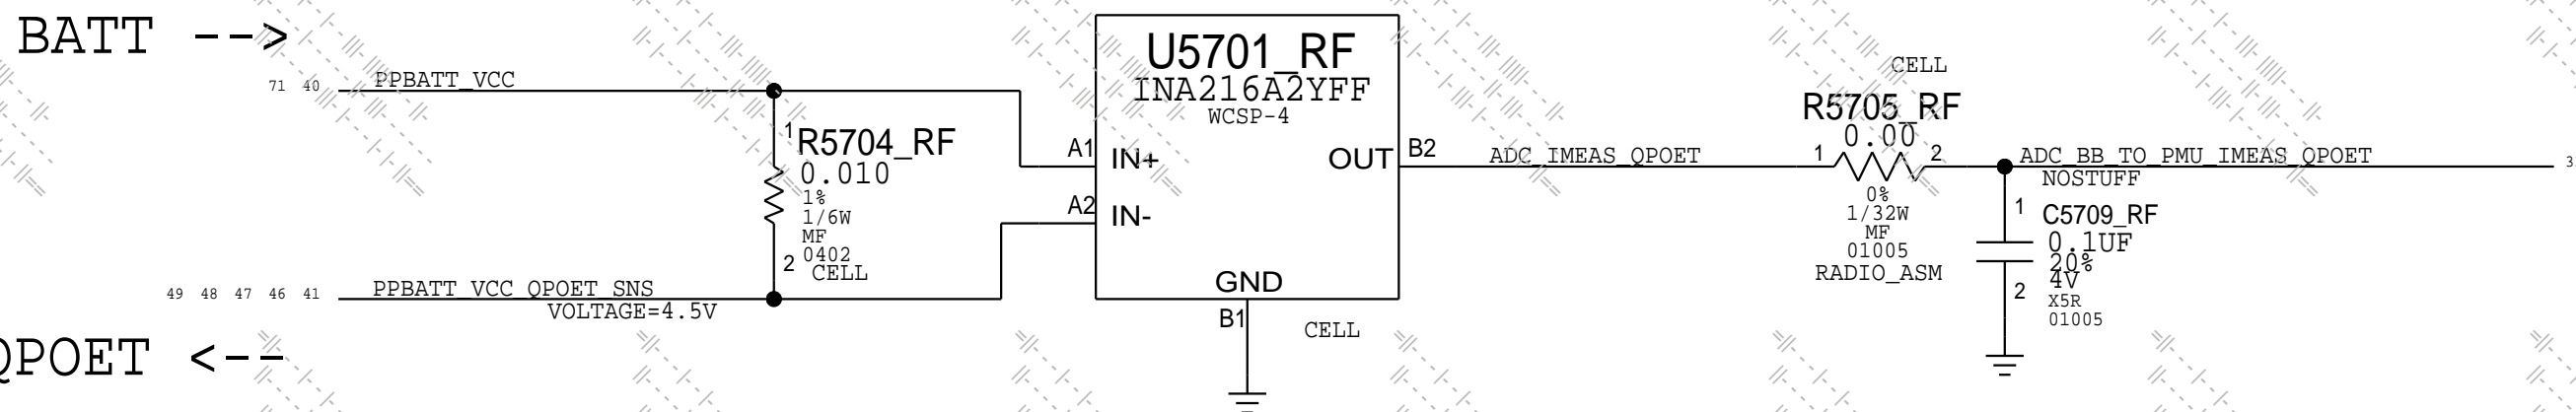 BATT -->
71 40
PPBATT_VCC
1
R5704_RF
0.010
1%
1/6W
MF
0402
CELL
2
49 48 47 46 41
PPBATT_VCC_QPOET_SNS
VOLTAGE=4.5V
QPOET <--
U5701_RF
INA216A2YFF
WCSP-4
A1
IN+
A2
IN-
OUT
B2
GND
B1
CELL
ADC_IMEAS_QPOET
CELL
R5705_RF
0.00
1
2
0%
1/32W
MF
01005
RADIO_ASM
ADC_BB_TO_PMU_IMEAS_QPOET
3
NOSTUFF
1
C5709_RF
0.1UF
20%
4V
2
X5R
01005